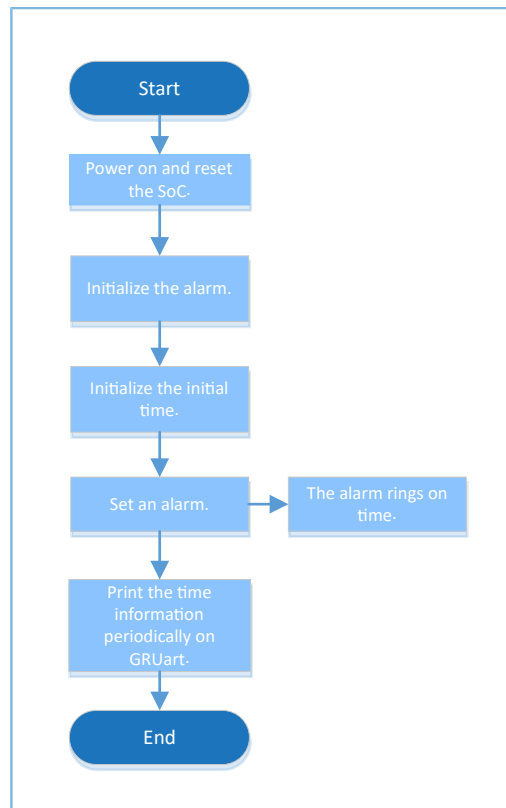 Start
Power on and reset
the SoC.
Initialize the alarm.
Initialize the initial
time.
Set an alarm.
The alarm rings on
time.
Print the time
information
periodically on
GRUart.
End